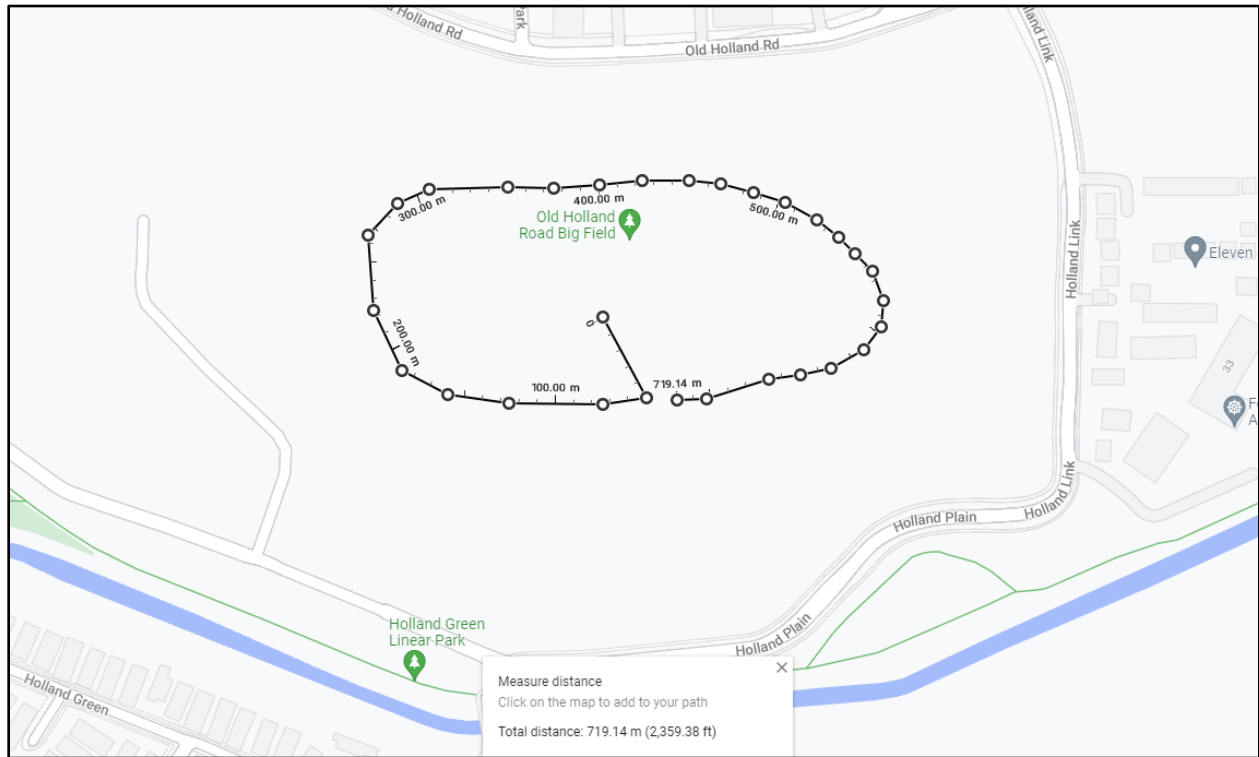 Holland Rd
Park
Old Holland Rd
Holland Link
300.00 m
400.00 m
500.00 m
Old Holland
Road Big Field
Holland Link
Eleven
0
200.00 m
100.00 m
719.14 m
33
Holland Link
Holland Plain
Holland Green
Linear Park
Holland Plain
Holland Green
Measure distance
Click on the map to add to your path
Total distance: 719.14 m (2,359.38 ft)